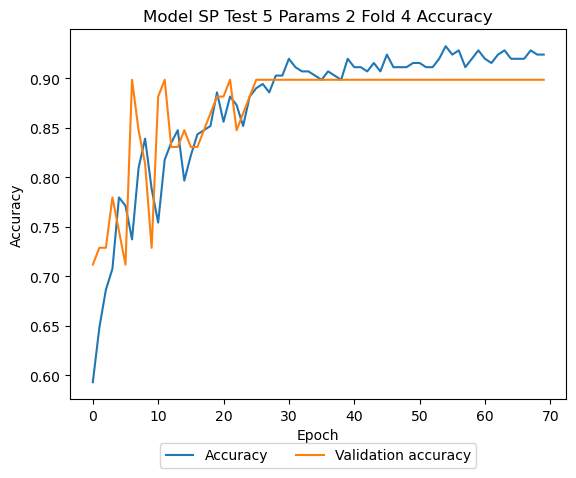 Model SP Test 5 Params 2 Fold 4 Accuracy
Accuracy
0.90
0.85
0.80
0.75
0.70
0.65
0.60
0 10 20 30 40 50 60 70
Epoch
Accuracy Validation accuracy